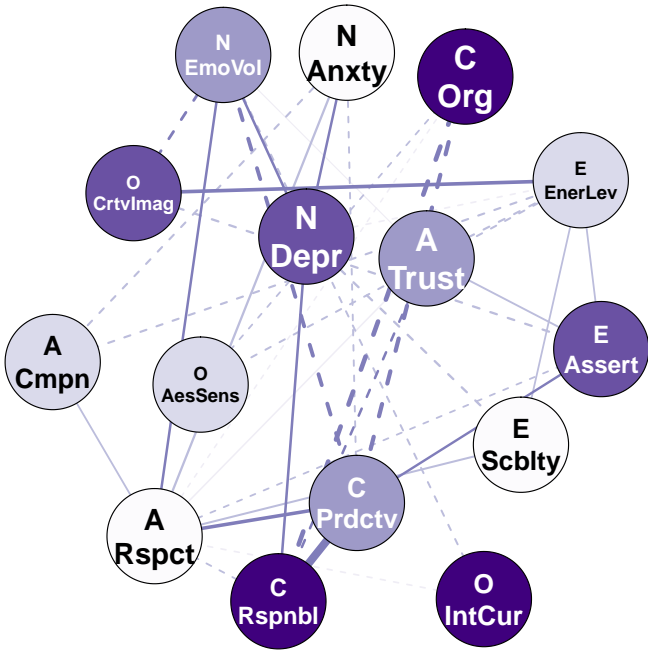 N
EmoVol
N
Anxty
C
Org
O
CrtvImag
E
EnerLev
N
Depr
A
Trust
A
Cmpn
O
AesSens
E
Assert
E
Scblty
A
Rspct
C
Prdctv
C
Rspnbl
O
IntCur